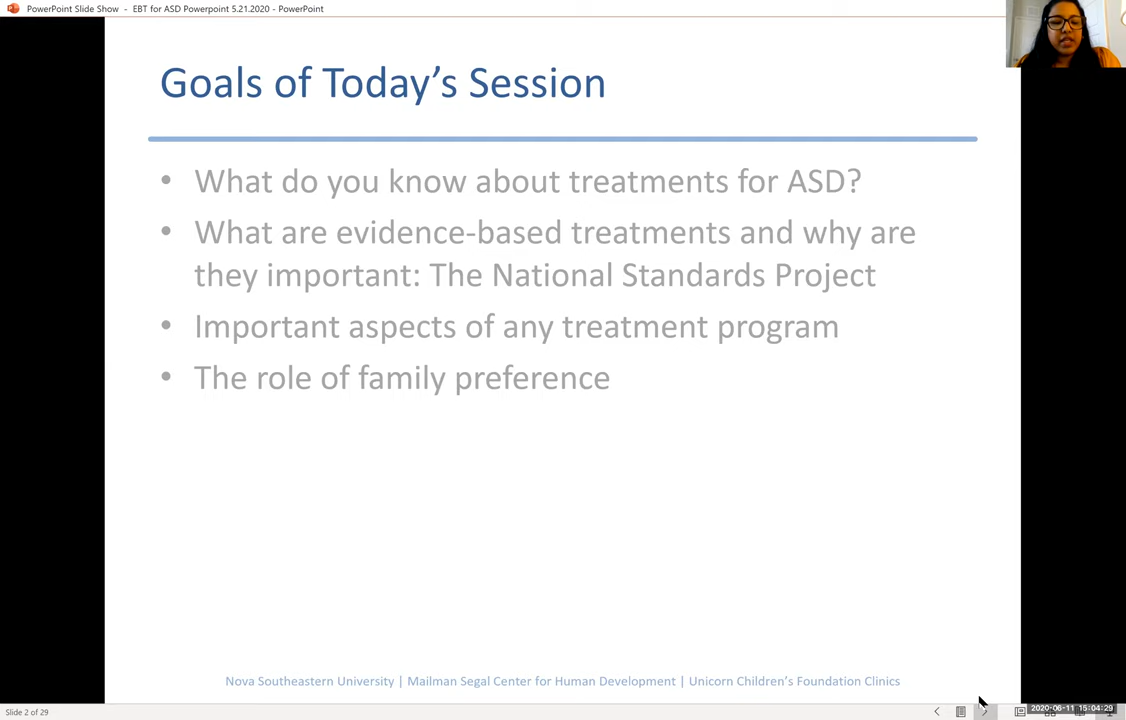 PowerPoint Slide Show - EBT for ASD Powerpoint 5.21.2020 - PowerPoint
Goals of Today's Session
• What do you know about treatments for ASD?
• What are evidence-based treatments and why are
they important: The National Standards Project
• Important aspects of any treatment program
• The role of family preference
Nova Southeastern University | Mailman Segal Center for Human Development | Unicorn Children's Foundation Clinics
Slide 2 of 29
2020-06-11 15:04:29